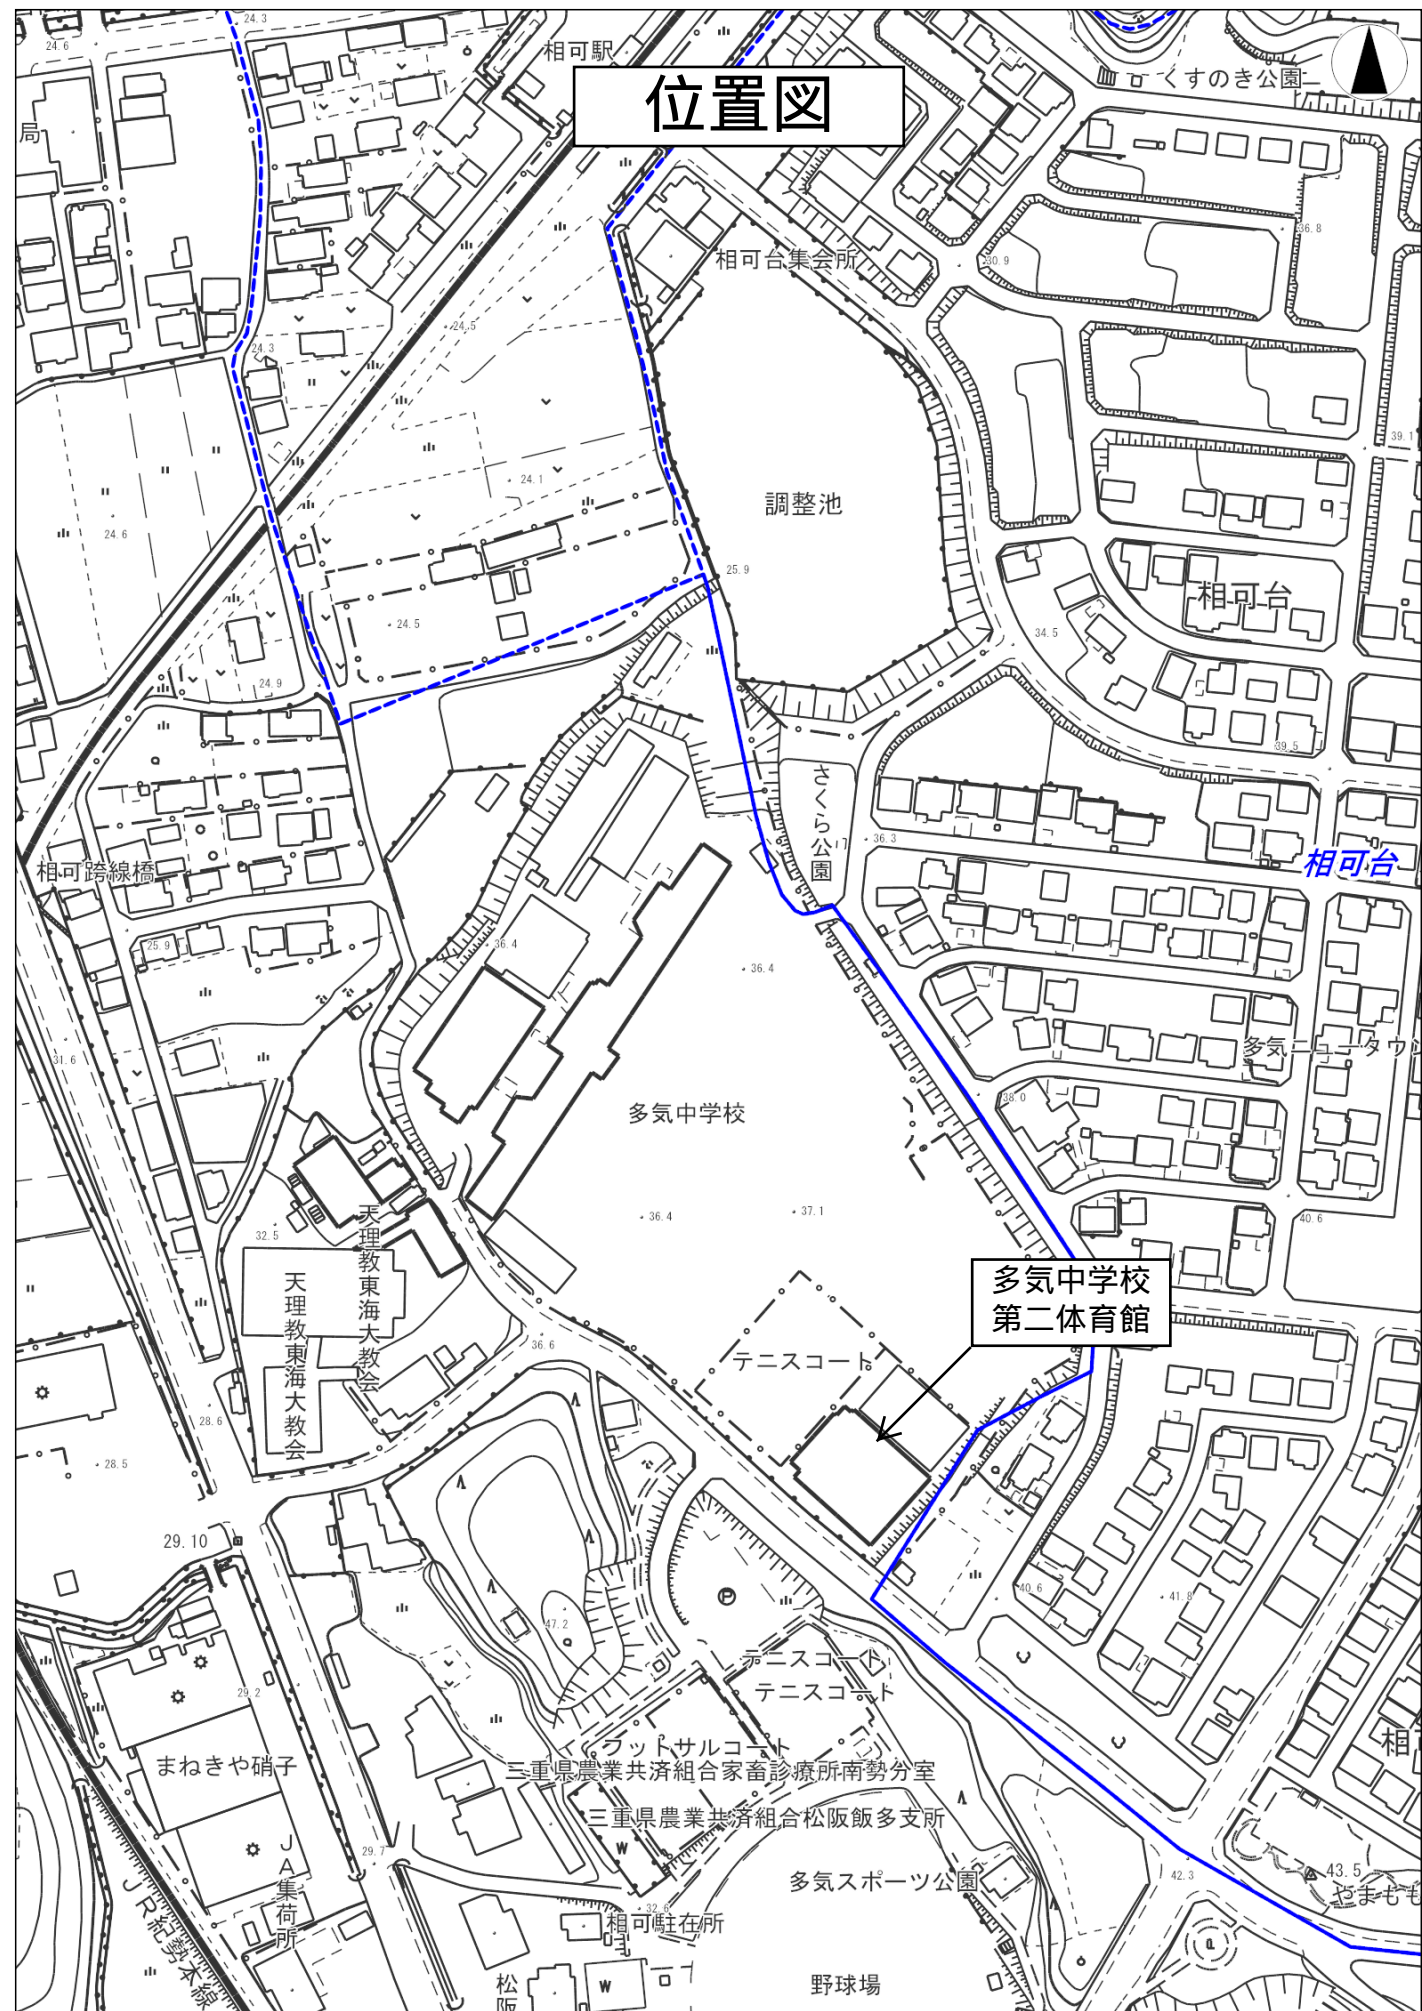 24.3
24.6
相可駅
位置図
くすのき公園
局
36.8
相可台集会所
30.9
24.5
24.3
39.1
24.1
調整池
24.6
25.9
相可台
24.5
34.5
24.9
39.5
さくら公園
36.3
相可台
相可跨線橋
25.9
36.4
36.4
31.6
多気ニュータウン
38.0
多気中学校
36.4
37.1
40.6
32.5
天理教東海大教会
天理教東海大教会
多気中学校
第二体育館
36.6
テニスコート
28.6
28.5
29.10
P
40.6
41.8
47.2
テニスコート
テニスコート
29.2
フットサルコート
相
まねきや硝子
三重県農業共済組合家畜診療所南勢分室
三重県農業共済組合松阪飯多支所
W
29.7
多気スポーツ公園
42.3
43.5
やまもも
JA集荷所
32.6
相可駐在所
JR紀勢本線
松阪
W
野球場